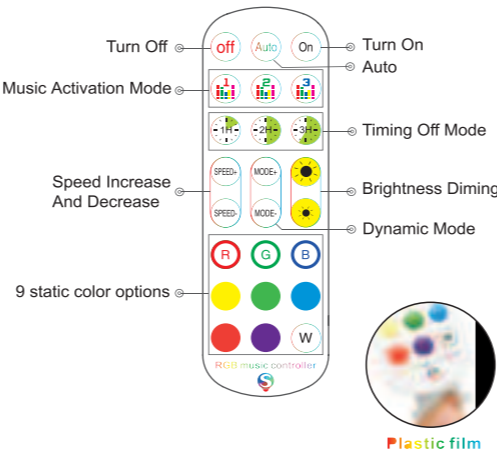 Turn Off
off
Auto
On
Turn On
Auto
Music Activation Mode
1
2
3
-1H-
-2H-
-3H-
Timing Off Mode
Speed Increase
And Decrease
SPEED+
MODE+
SPEED-
MODE-
Brightness Diming
Dynamic Mode
R
G
B
9 static color options
W
RGB music controller
S
Plastic film